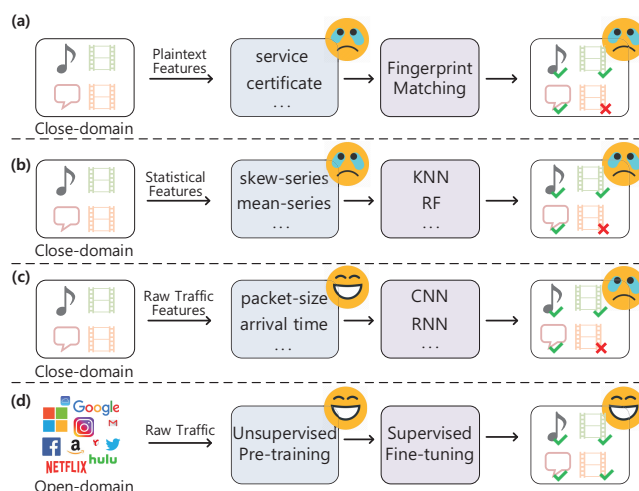 (a)
Plaintext
Features
service
certificate
...
Fingerprint
Matching
Close-domain
(b)
Statistical
Features
skew-series
mean-series
...
KNN
RF
...
Close-domain
(c)
Raw Traffic
Features
packet-size
arrival time
...
CNN
RNN
...
Close-domain
(d)
Google
M
f
a
hulu
NETFLIX
Raw Traffic
Unsupervised
Pre-training
Supervised
Fine-tuning
Open-domain